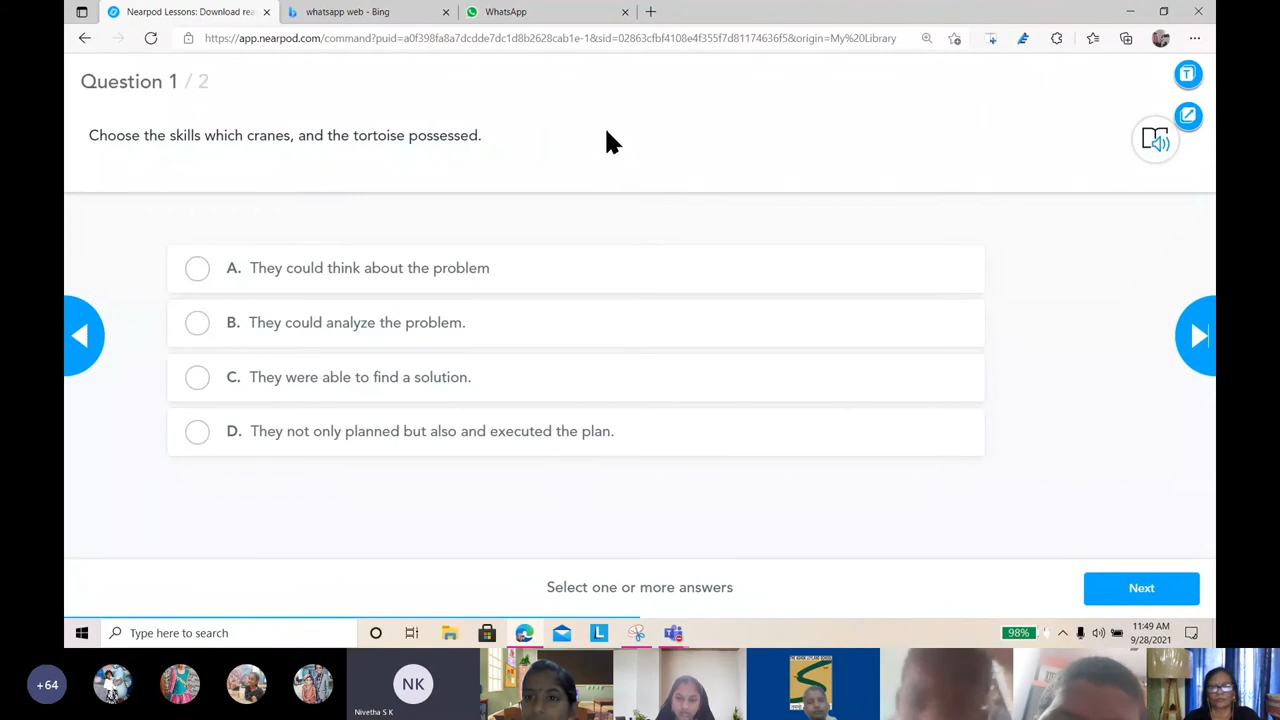 Nearpod Lessons: Download rea
whatsapp web - Bing
WhatsApp
https://app.nearpod.com/command?puid=a0f398fa8a7dcdde7dc1d8b2628cab1e-1&sid=02863cfbf4108e4f355f7d81174636f5&origin=My%20Library
Question 1 / 2
Choose the skills which cranes, and the tortoise possessed.
A. They could think about the problem
B. They could analyze the problem.
C. They were able to find a solution.
D. They not only planned but also and executed the plan.
Select one or more answers
Next
Type here to search
98%
11:49 AM
9/28/2021
+64
NK
Nivetha S K